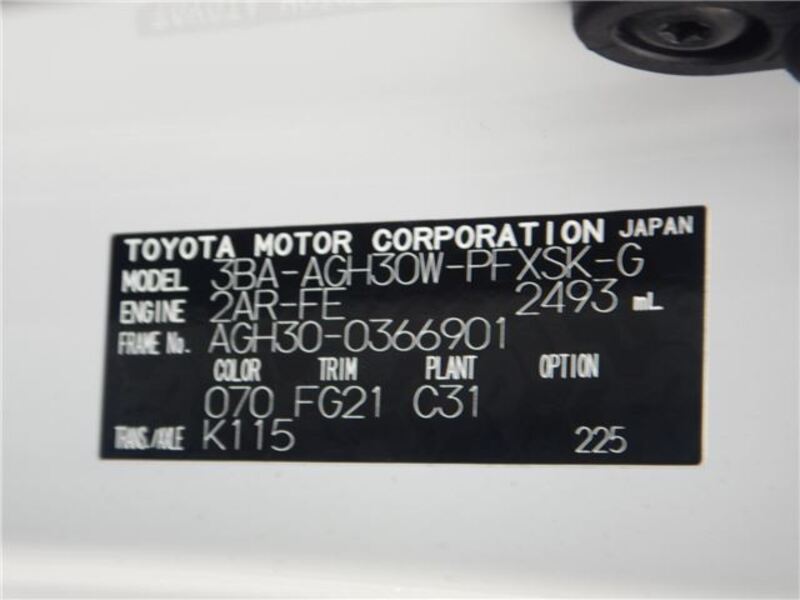 TOYOTA MOTOR CORPORATION JAPAN
MODEL 3BA-AGH30W-PFXSK-G
ENGINE 2AR-FE 2493 mL
FRAME No. AGH30-0366901
COLOR TRIM PLANT OPTION
070 FG21 C31
TRANS./AXLE K115 225